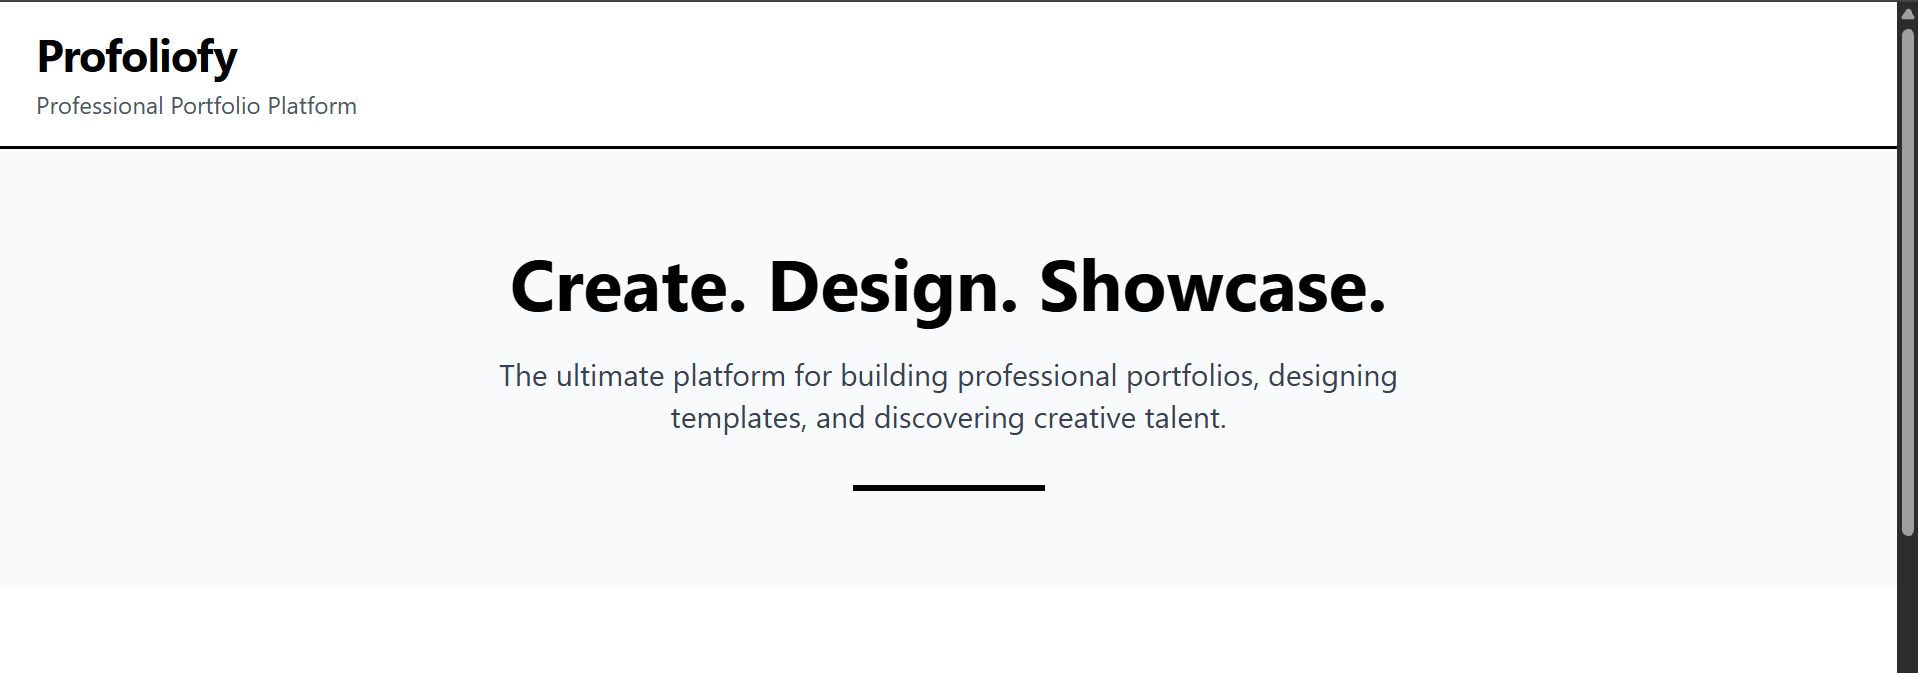 Profoliofy
Professional Portfolio Platform
Create. Design. Showcase.
The ultimate platform for building professional portfolios, designing
templates, and discovering creative talent.